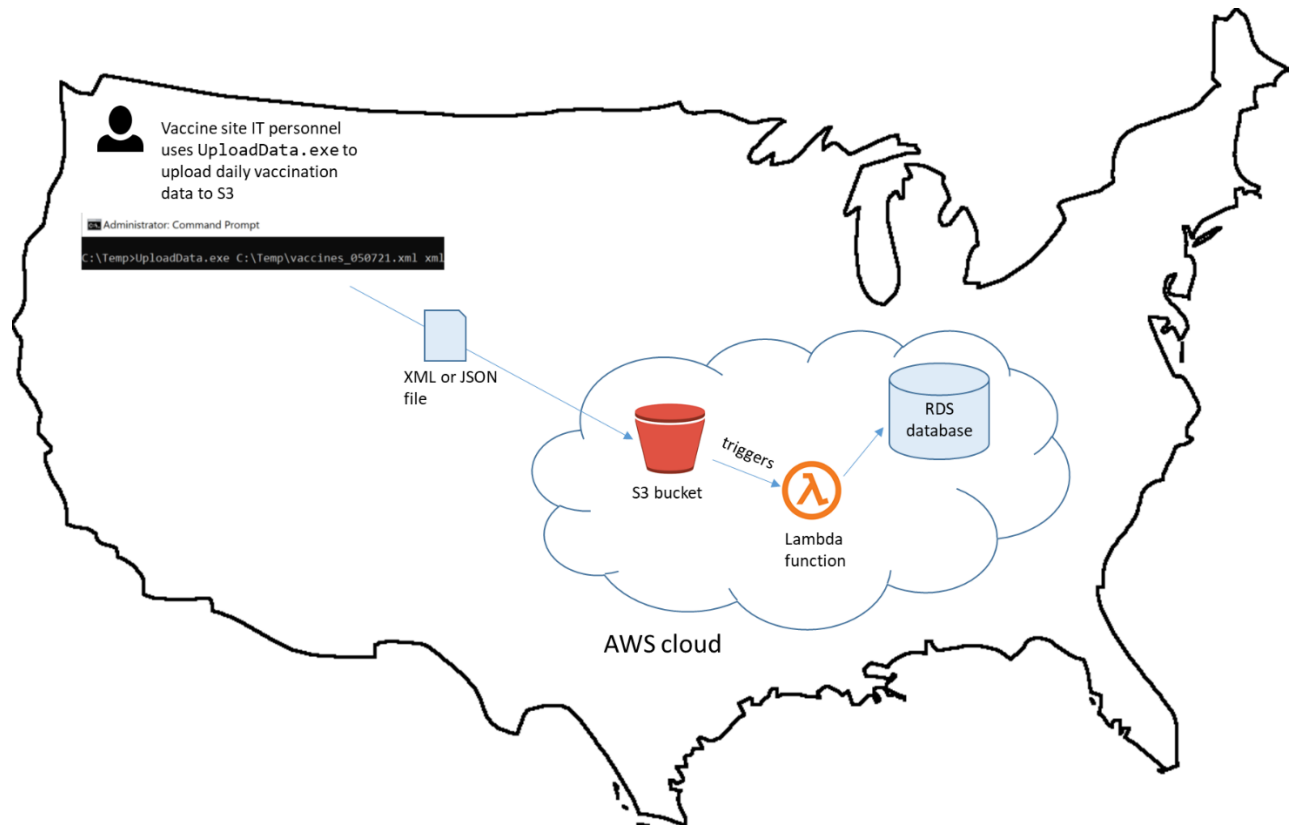 Vaccine site IT personnel
uses UploadData.exe to
upload daily vaccination
data to S3
Administrator: Command Prompt
C:\Temp>UploadData.exe C:\Temp\vaccines_050721.xml xml
XML or JSON
file
RDS
database
triggers
S3 bucket
Lambda
function
AWS cloud